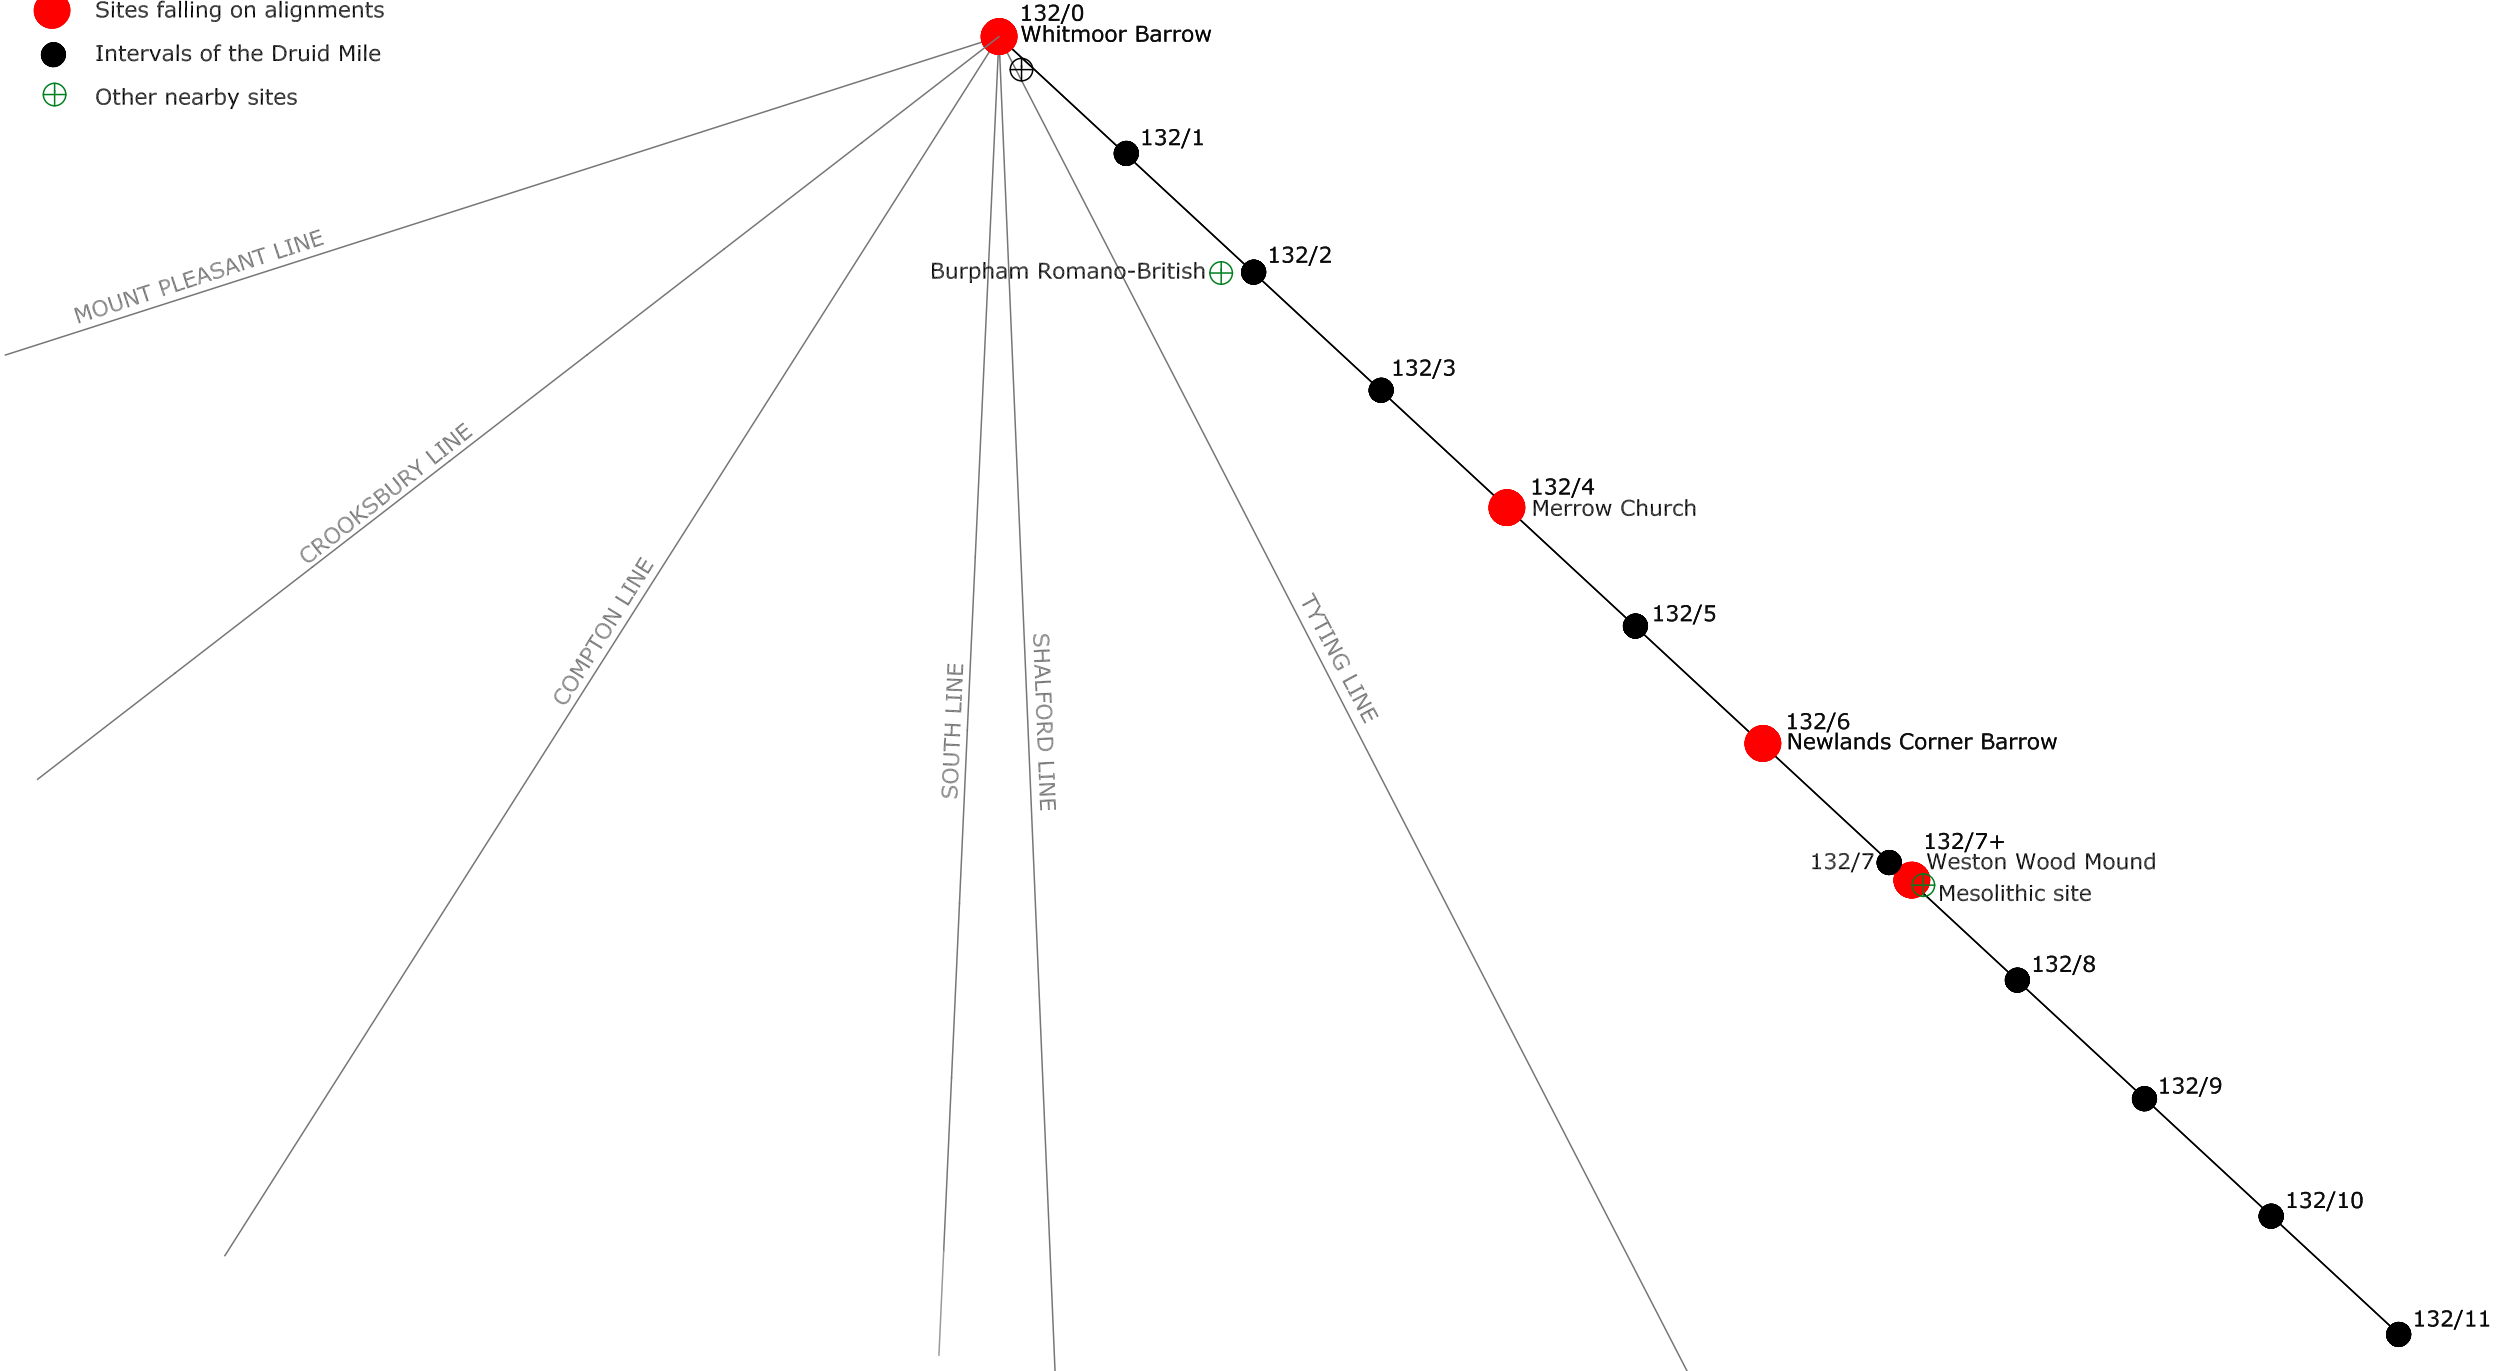 Sites falling on alignments
Intervals of the Druid Mile
Other nearby sites
132/0
Whitmoor Barrow
132/1
132/2
Burpham Romano-British
MOUNT PLEASANT LINE
132/3
CROOKSBURY LINE
132/4
Merrow Church
COMPTON LINE
132/5
TYTING LINE
SOUTH LINE
SHALFORD LINE
132/6
Newlands Corner Barrow
132/7+
132/7
Weston Wood Mound
Mesolithic site
132/8
132/9
132/10
132/11